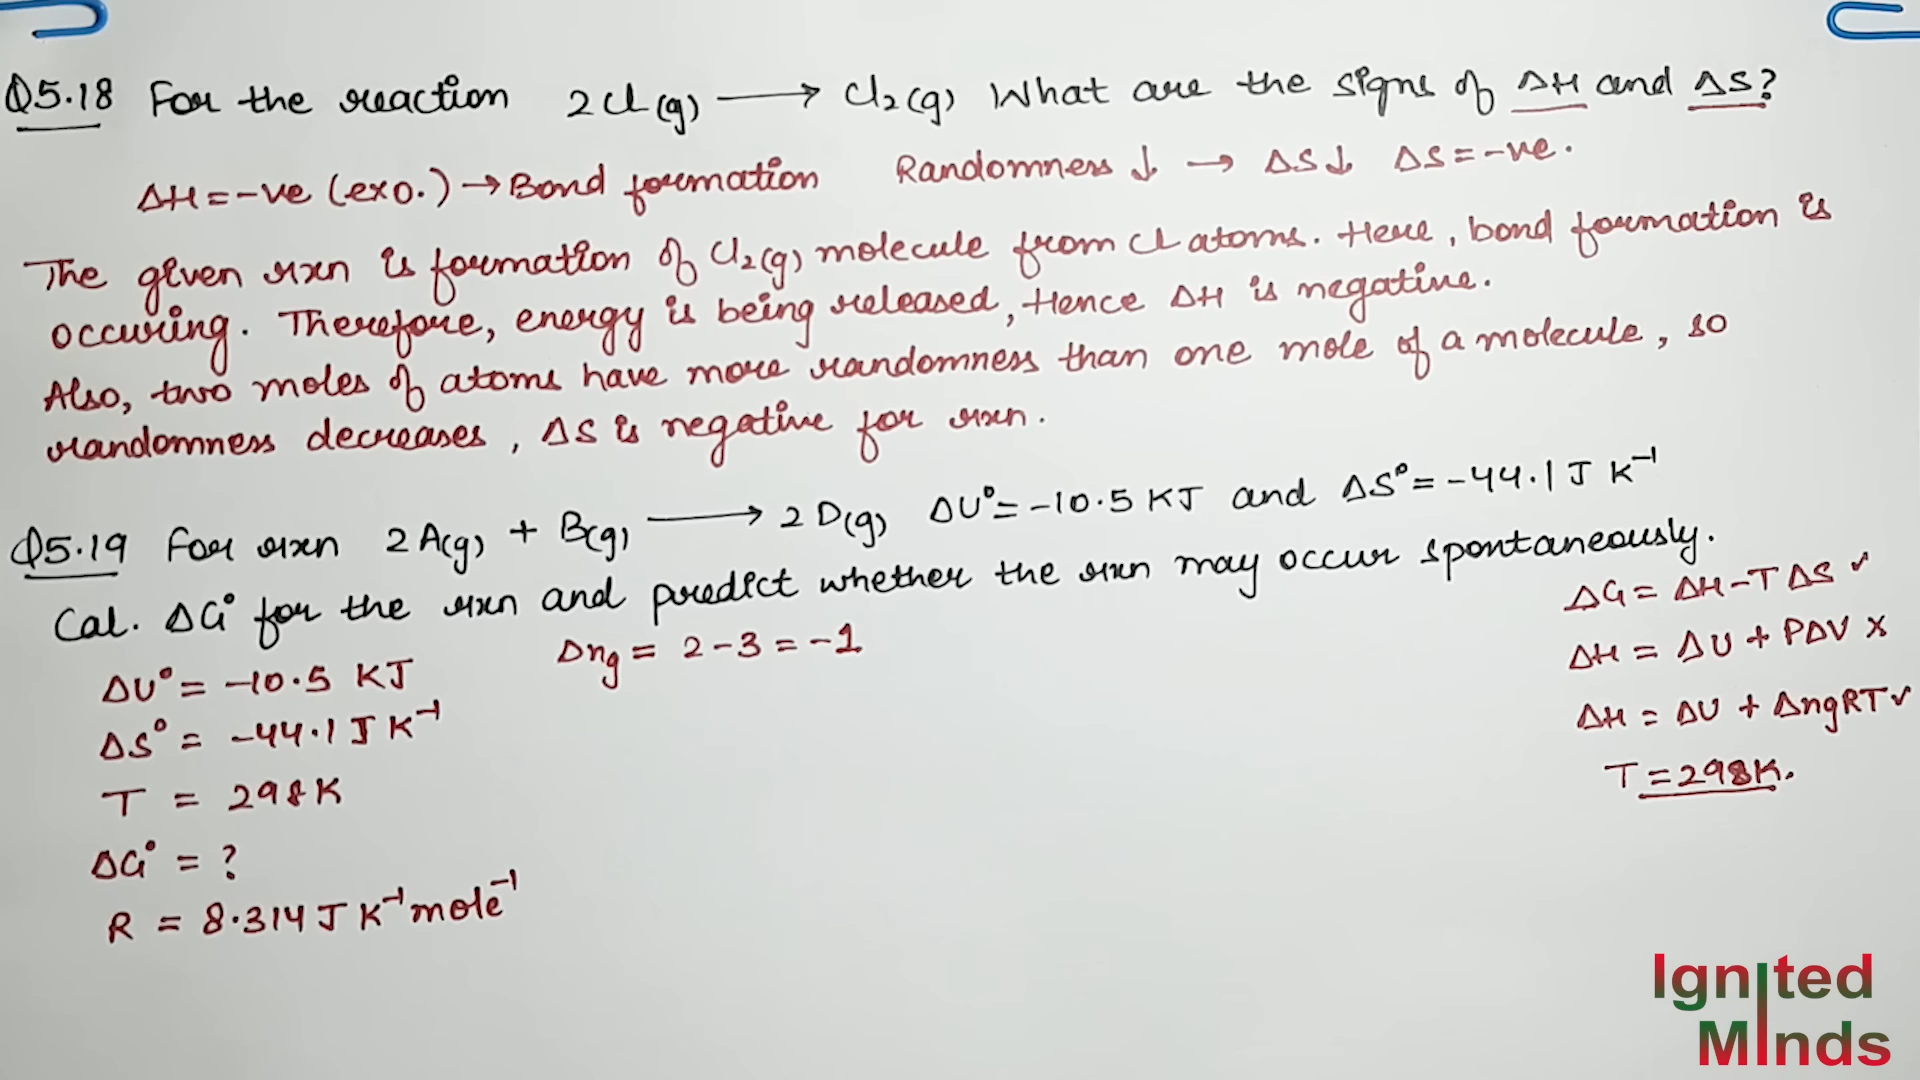 Q5.18 For the reaction 2Cl(g) ⟶ Cl₂(g) What are the signs of ΔH and ΔS?
ΔH = -ve (exo.) → Bond formation Randomness ↓ → ΔS↓ ΔS = -ve.
The given rxn is formation of Cl₂(g) molecule from Cl atoms. Here, bond formation is
occuring. Therefore, energy is being released, Hence ΔH is negative.
Also, two moles of atoms have more randomness than one mole of a molecule, so
randomness decreases, ΔS is negative for rxn.
Q5.19 For rxn 2A(g) + B(g) ⟶ 2D(g) ΔU° = -10.5 KJ and ΔS° = -44.1 J K⁻¹
Cal. ΔG° for the rxn and predict whether the rxn may occur spontaneously.
ΔG = ΔH - TΔS ✓
Δng = 2 - 3 = -1
ΔH = ΔU + PΔV ×
ΔU° = -10.5 KJ
ΔH = ΔU + ΔngRT ✓
ΔS° = -44.1 J K⁻¹
T = 298K.
T = 298K
ΔG° = ?
R = 8.314 J K⁻¹ mole⁻¹
Ignited
Minds